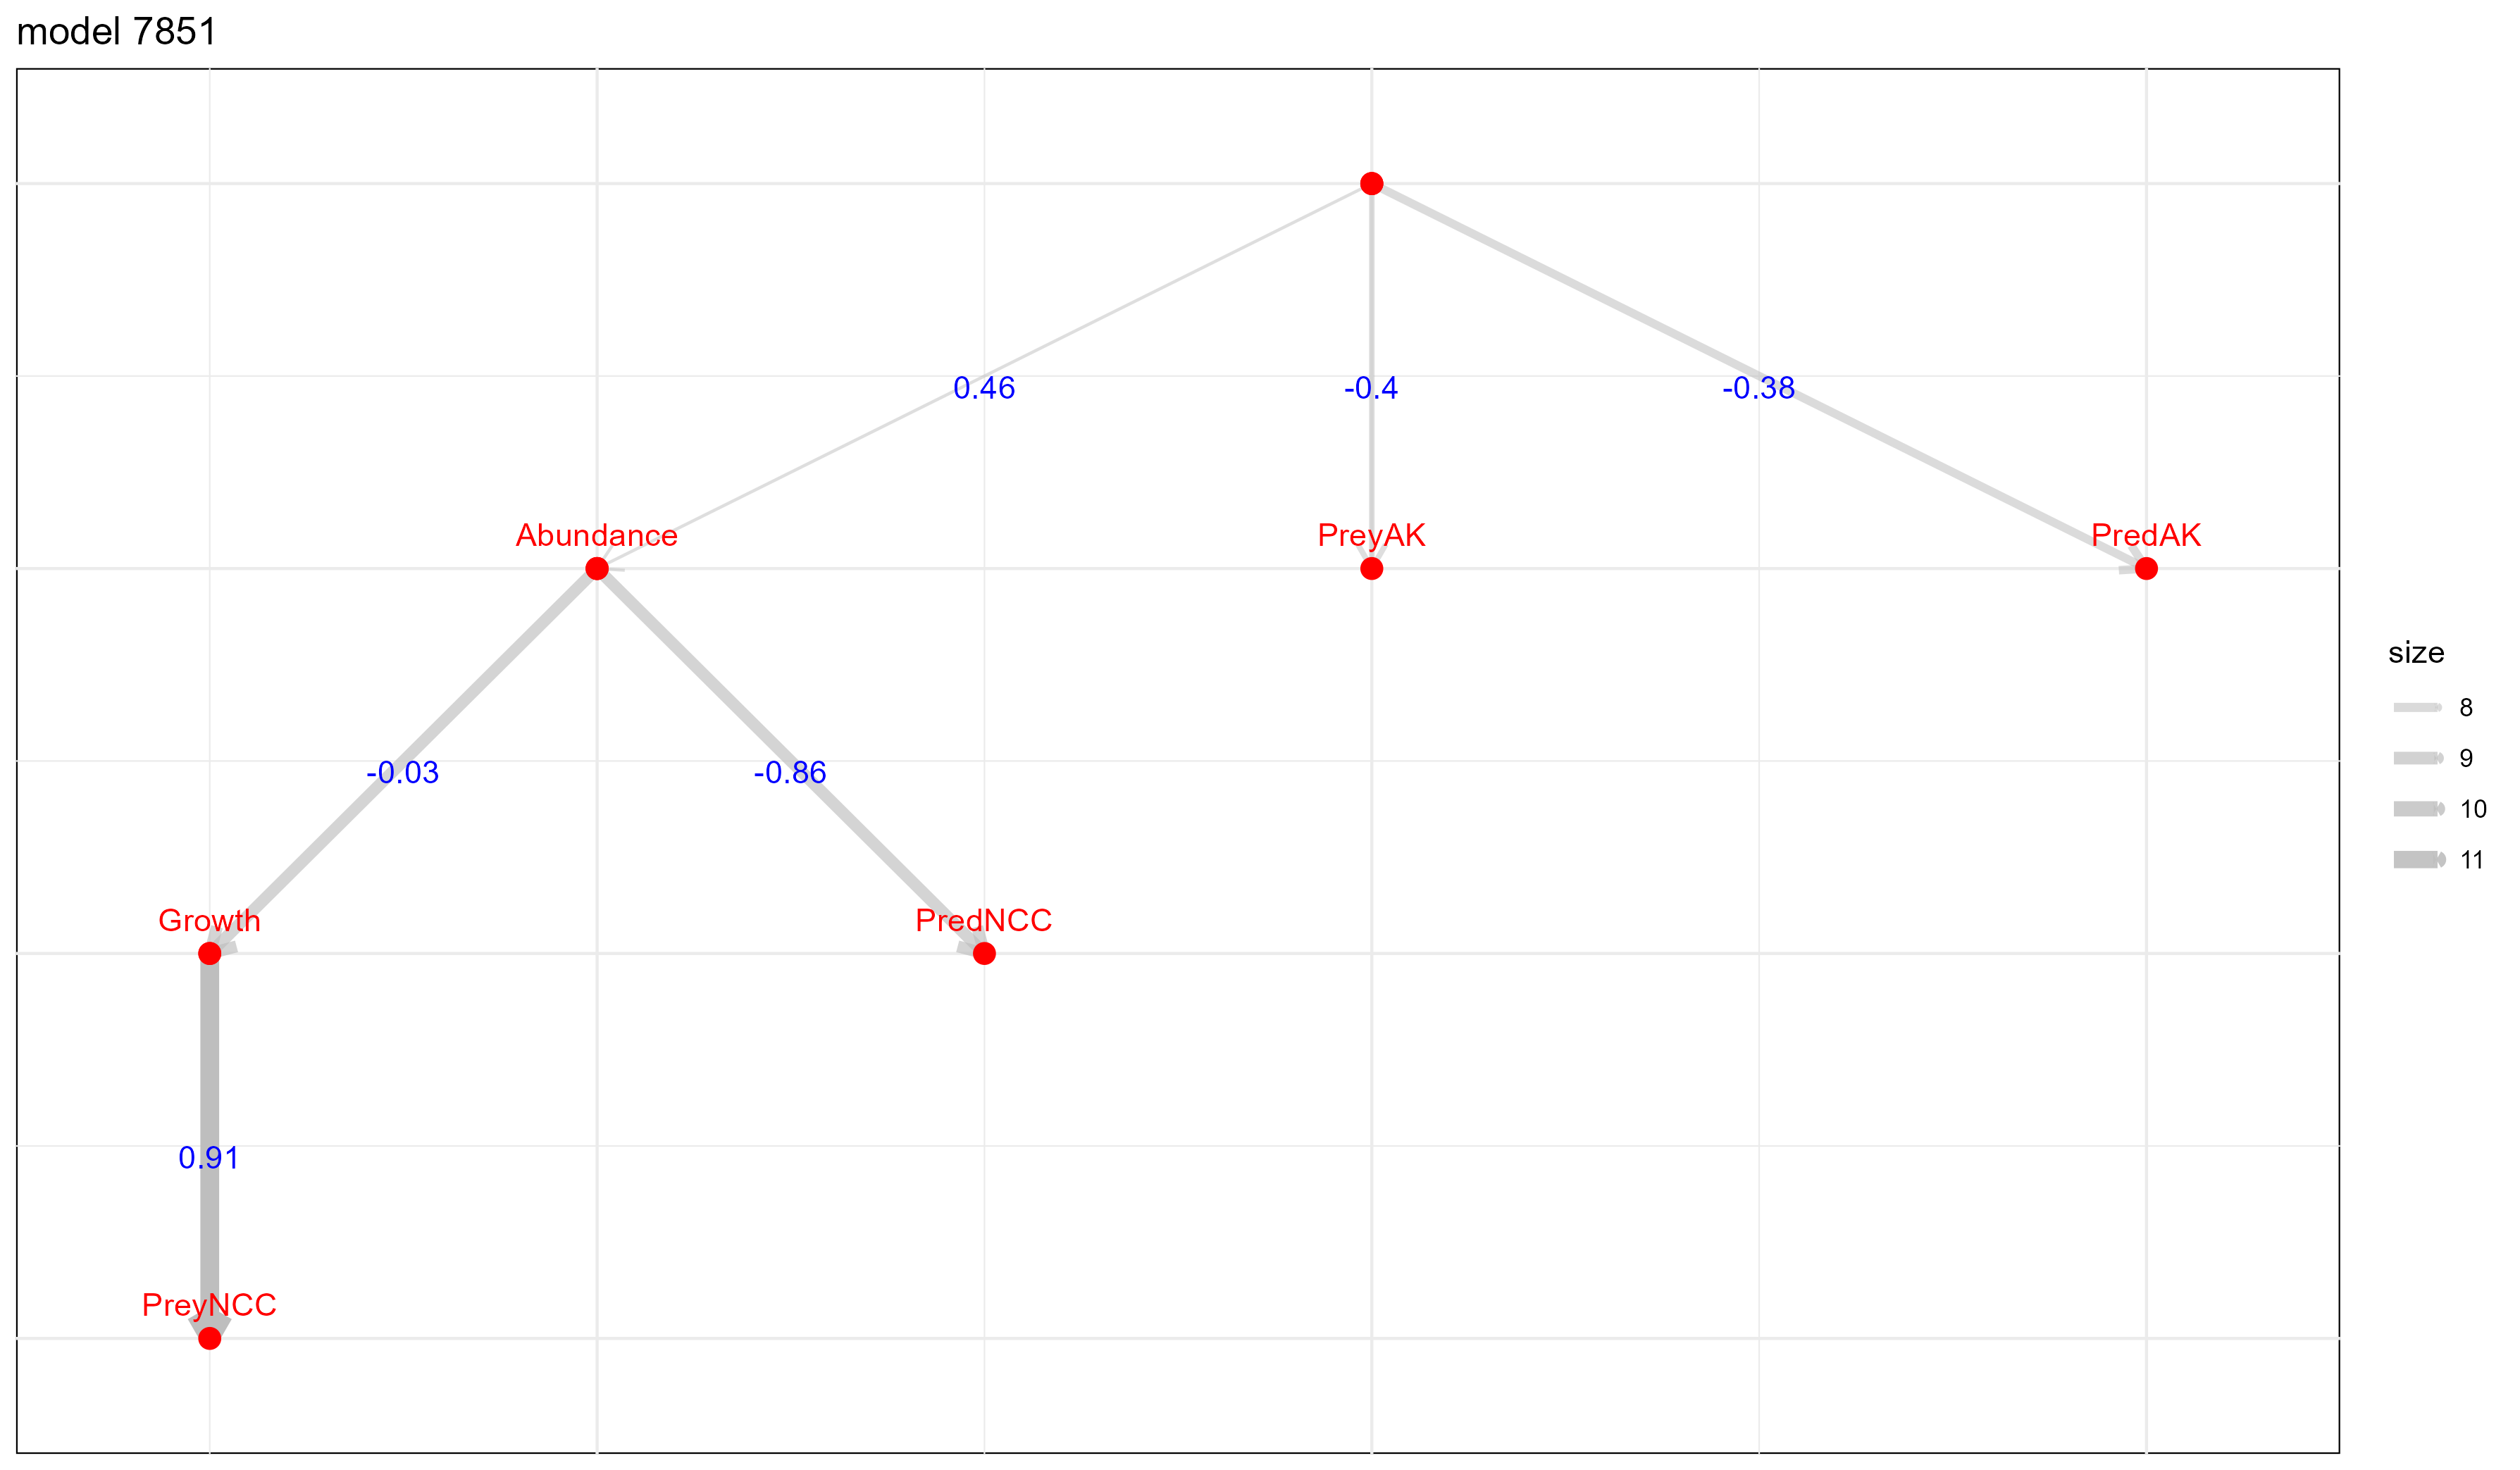 model 7851
0.46
-0.4
-0.38
Abundance
PreyAK
PredAK
size
8
-0.03
-0.86
9
10
11
Growth
PredNCC
0.91
PreyNCC